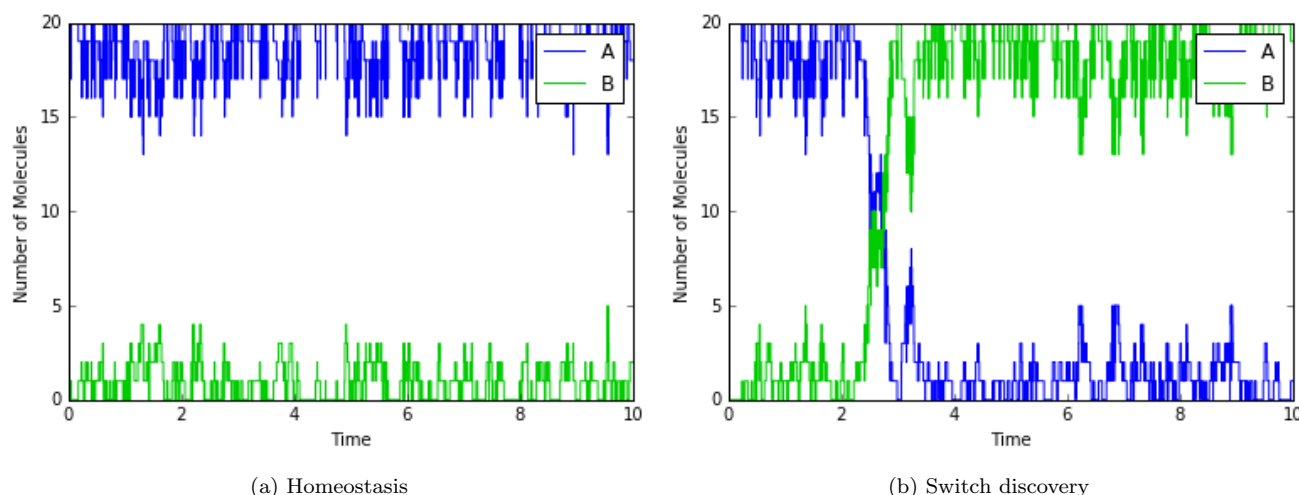 20
15
10
5
0
0 2 4 6 8 10
Number of Molecules
Time
A
B
(a) Homeostasis
20
15
10
5
0
0 2 4 6 8 10
Number of Molecules
Time
A
B
(b) Switch discovery